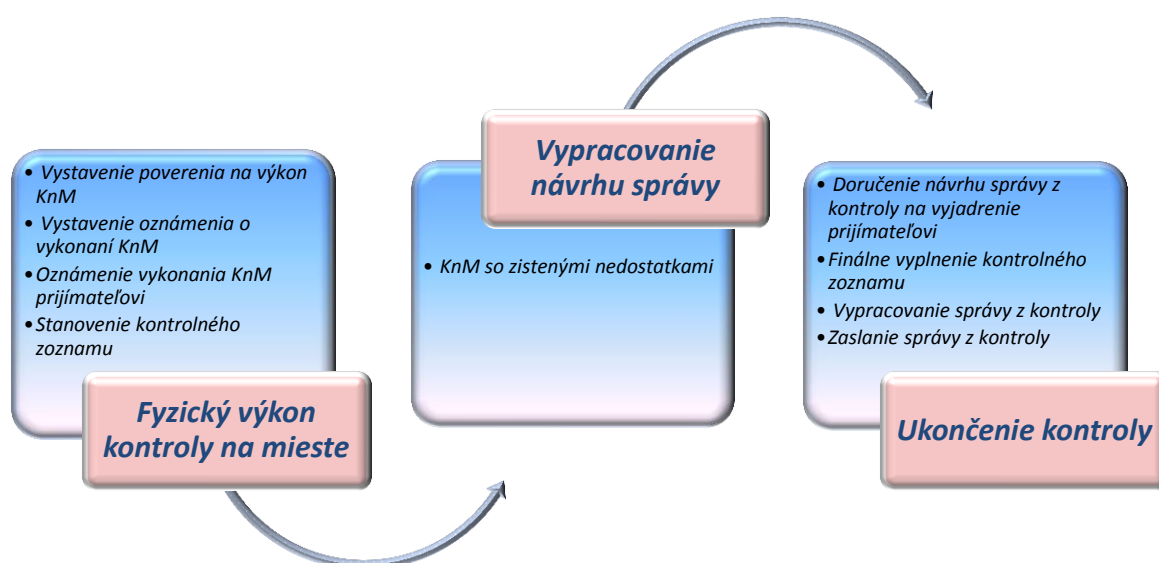 • Vystavenie poverenia na výkon
KnM
• Vystavenie oznámenia o
vykonaní KnM
• Oznámenie vykonania KnM
prijímateľovi
• Stanovenie kontrolného
zoznamu
Fyzický výkon
kontroly na mieste
Vypracovanie
návrhu správy
• KnM so zistenými nedostatkami
• Doručenie návrhu správy z
kontroly na vyjadrenie
prijímateľovi
• Finálne vyplnenie kontrolného
zoznamu
• Vypracovanie správy z kontroly
• Zaslanie správy z kontroly
Ukončenie kontroly